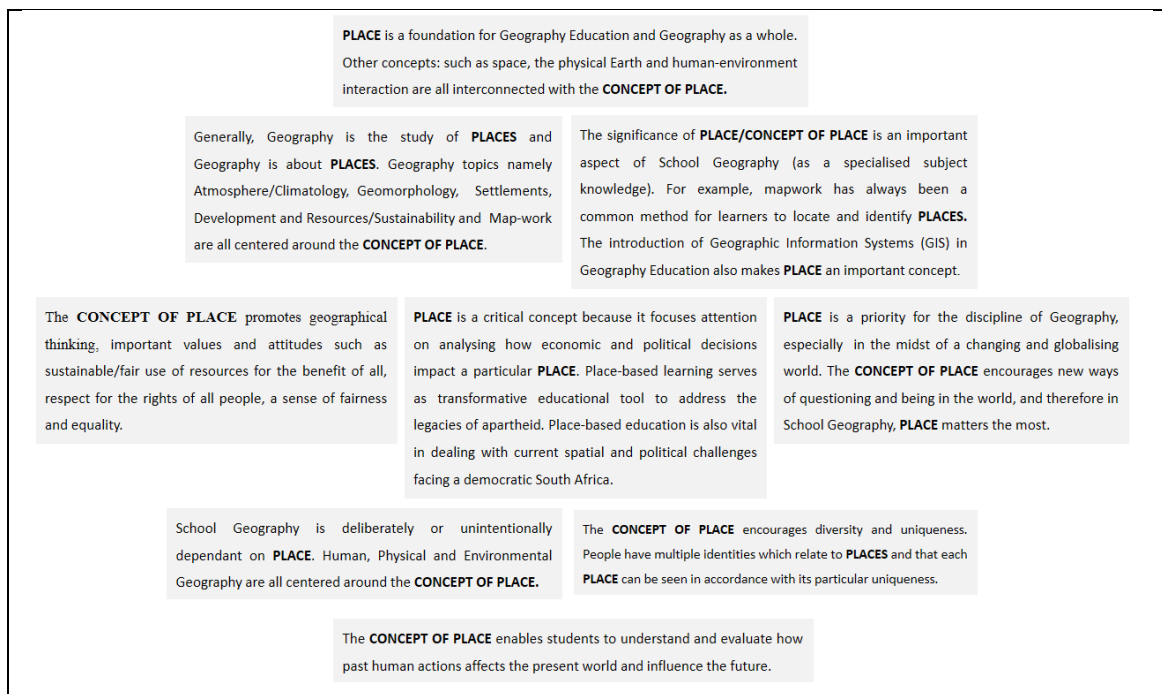 PLACE is a foundation for Geography Education and Geography as a whole.
Other concepts: such as space, the physical Earth and human-environment
interaction are all interconnected with the CONCEPT OF PLACE.
Generally, Geography is the study of PLACES and
Geography is about PLACES. Geography topics namely
Atmosphere/Climatology, Geomorphology, Settlements,
Development and Resources/Sustainability and Map-work
are all centered around the CONCEPT OF PLACE.
The significance of PLACE/CONCEPT OF PLACE is an important
aspect of School Geography (as a specialised subject
knowledge). For example, mapwork has always been a
common method for learners to locate and identify PLACES.
The introduction of Geographic Information Systems (GIS) in
Geography Education also makes PLACE an important concept.
The CONCEPT OF PLACE promotes geographical
thinking, important values and attitudes such as
sustainable/fair use of resources for the benefit of all,
respect for the rights of all people, a sense of fairness
and equality.
PLACE is a critical concept because it focuses attention
on analysing how economic and political decisions
impact a particular PLACE. Place-based learning serves
as transformative educational tool to address the
legacies of apartheid. Place-based education is also vital
in dealing with current spatial and political challenges
facing a democratic South Africa.
PLACE is a priority for the discipline of Geography,
especially in the midst of a changing and globalising
world. The CONCEPT OF PLACE encourages new ways
of questioning and being in the world, and therefore in
School Geography, PLACE matters the most.
School Geography is deliberately or unintentionally
dependant on PLACE. Human, Physical and Environmental
Geography are all centered around the CONCEPT OF PLACE.
The CONCEPT OF PLACE encourages diversity and uniqueness.
People have multiple identities which relate to PLACES and that each
PLACE can be seen in accordance with its particular uniqueness.
The CONCEPT OF PLACE enables students to understand and evaluate how
past human actions affects the present world and influence the future.